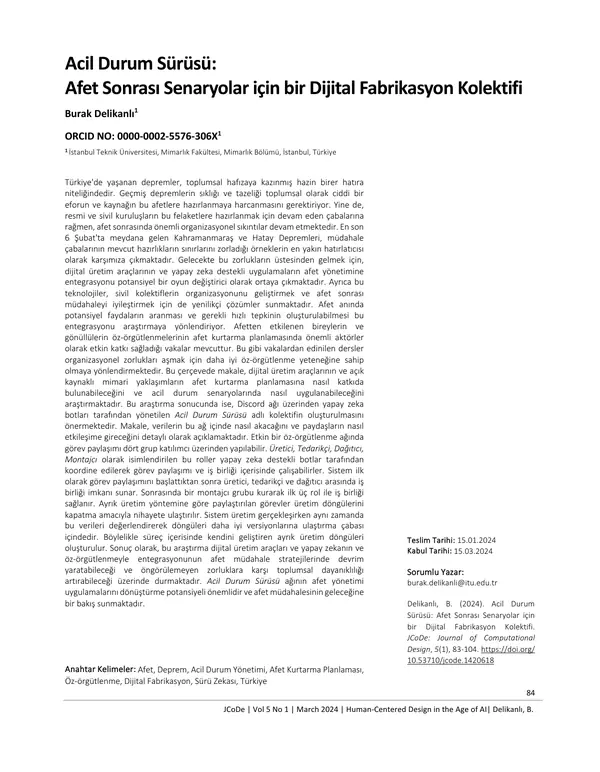 Acil Durum Sürüsü:
Afet Sonrası Senaryolar için bir Dijital Fabrikasyon Kolektifi
Burak Delikanlı1
ORCID NO: 0000-0002-5576-306X1
1 İstanbul Teknik Üniversitesi, Mimarlık Fakültesi, Mimarlık Bölümü, İstanbul, Türkiye
Türkiye'de yaşanan depremler, toplumsal hafızaya kazınmış hazin birer hatıra
niteliğindedir. Geçmiş depremlerin sıklığı ve tazeliği toplumsal olarak ciddi bir
eforun ve kaynağın bu afetlere hazırlanmaya harcanmasını gerektiriyor. Yine de,
resmi ve sivil kuruluşların bu felaketlere hazırlanmak için devam eden çabalarına
rağmen, afet sonrasında önemli organizasyonel sıkıntılar devam etmektedir. En son
6 Şubat'ta meydana gelen Kahramanmaraş ve Hatay Depremleri, müdahale
çabalarının mevcut hazırlıkların sınırlarını zorladığı örneklerin en yakın hatırlatıcısı
olarak karşımıza çıkmaktadır. Gelecekte bu zorlukların üstesinden gelmek için,
dijital üretim araçlarının ve yapay zeka destekli uygulamaların afet yönetimine
entegrasyonu potansiyel bir oyun değiştirici olarak ortaya çıkmaktadır. Ayrıca bu
teknolojiler, sivil kolektiflerin organizasyonunu geliştirmek ve afet sonrası
müdahaleyi iyileştirmek için de yenilikçi çözümler sunmaktadır. Afet anında
potansiyel faydaların aranması ve gerekli hızlı tepkinin oluşturulabilmesi bu
entegrasyonu araştırmaya yönlendiriyor. Afetten etkilenen bireylerin ve
gönüllülerin öz-örgütlenmelerinin afet kurtarma planlamasında önemli aktörler
olarak etkin katkı sağladığı vakalar mevcuttur. Bu gibi vakalardan edinilen dersler
organizasyonel zorlukları aşmak için daha iyi öz-örgütleme yeteneğine sahip
olmaya yönlendirmektedir. Bu çerçevede makale, dijital üretim araçlarının ve açık
kaynaklı mimari yaklaşımların afet kurtarma planlamasına nasıl katkıda
bulunabileceğini ve acil durum senaryolarında nasıl uygulanabileceğini
araştırmaktadır. Bu araştırma sonucunda ise, Discord ağı üzerinden yapay zeka
botları tarafından yönetilen Acil Durum Sürüsü adlı kolektifin oluşturulmasını
önermektedir. Makale, verilerin bu ağ içinde nasıl akacağını ve paydaşların nasıl
etkileşime gireceğini detaylı olarak açıklamaktadır. Etkin bir öz-örgütleme ağında
görev paylaşımı dört grup katılımcı üzerinden yapılabilir. Üretici, Tedarikçi, Dağıtıcı,
Montajcı olarak isimlendirilen bu roller yapay zeka destekli botlar tarafından
koordine edilerek görev paylaşımı ve iş birliği içerisinde çalışabilirler. Sistem ilk
olarak görev paylaşımını başlattıktan sonra üretici, tedarikçi ve dağıtıcı arasında iş
birliği imkanı sunar. Sonrasında bir montajcı grubu kurarak ilk üç rol ile iş birliği
sağlanır. Ayrık üretim yöntemine göre paylaştırılan görevler üretim döngülerini
kapatma amacıyla nihayete ulaştırılır. Sistem üretim gerçekleşirken aynı zamanda
bu verileri değerlendirerek döngüleri daha iyi versiyonlarına ulaştırma çabası
içindedir. Böylelikle süreç içerisinde kendini geliştiren ayrık üretim döngüleri
oluşturulur. Sonuç olarak, bu araştırma dijital üretim araçları ve yapay zekanın ve
öz-örgütlenmeyle entegrasyonunun afet müdahale stratejilerinde devrim
yaratabileceği ve öngörülemeyen zorluklara karşı toplumsal dayanıklılığı
artırabileceği üzerinde durmaktadır. Acil Durum Sürüsü ağının afet yönetimi
uygulamalarını dönüştürme potansiyeli önemlidir ve afet müdahalesinin geleceğine
bir bakış sunmaktadır.
Teslim Tarihi: 15.01.2024
Kabul Tarihi: 15.03.2024
Sorumlu Yazar:
burak.delikanli@itu.edu.tr
Delikanlı, B. (2024). Acil Durum
Sürüsü: Afet Sonrası Senaryolar için
bir Dijital Fabrikasyon Kolektifi.
JCoDe: Journal of Computational
Design, 5(1), 83-104. https://doi.org/
10.53710/jcode.1420618
Anahtar Kelimeler: Afet, Deprem, Acil Durum Yönetimi, Afet Kurtarma Planlaması,
Öz-örgütlenme, Dijital Fabrikasyon, Sürü Zekası, Türkiye
84
JCoDe | Vol 5 No 1 | March 2024 | Human-Centered Design in the Age of AI| Delikanlı, B.